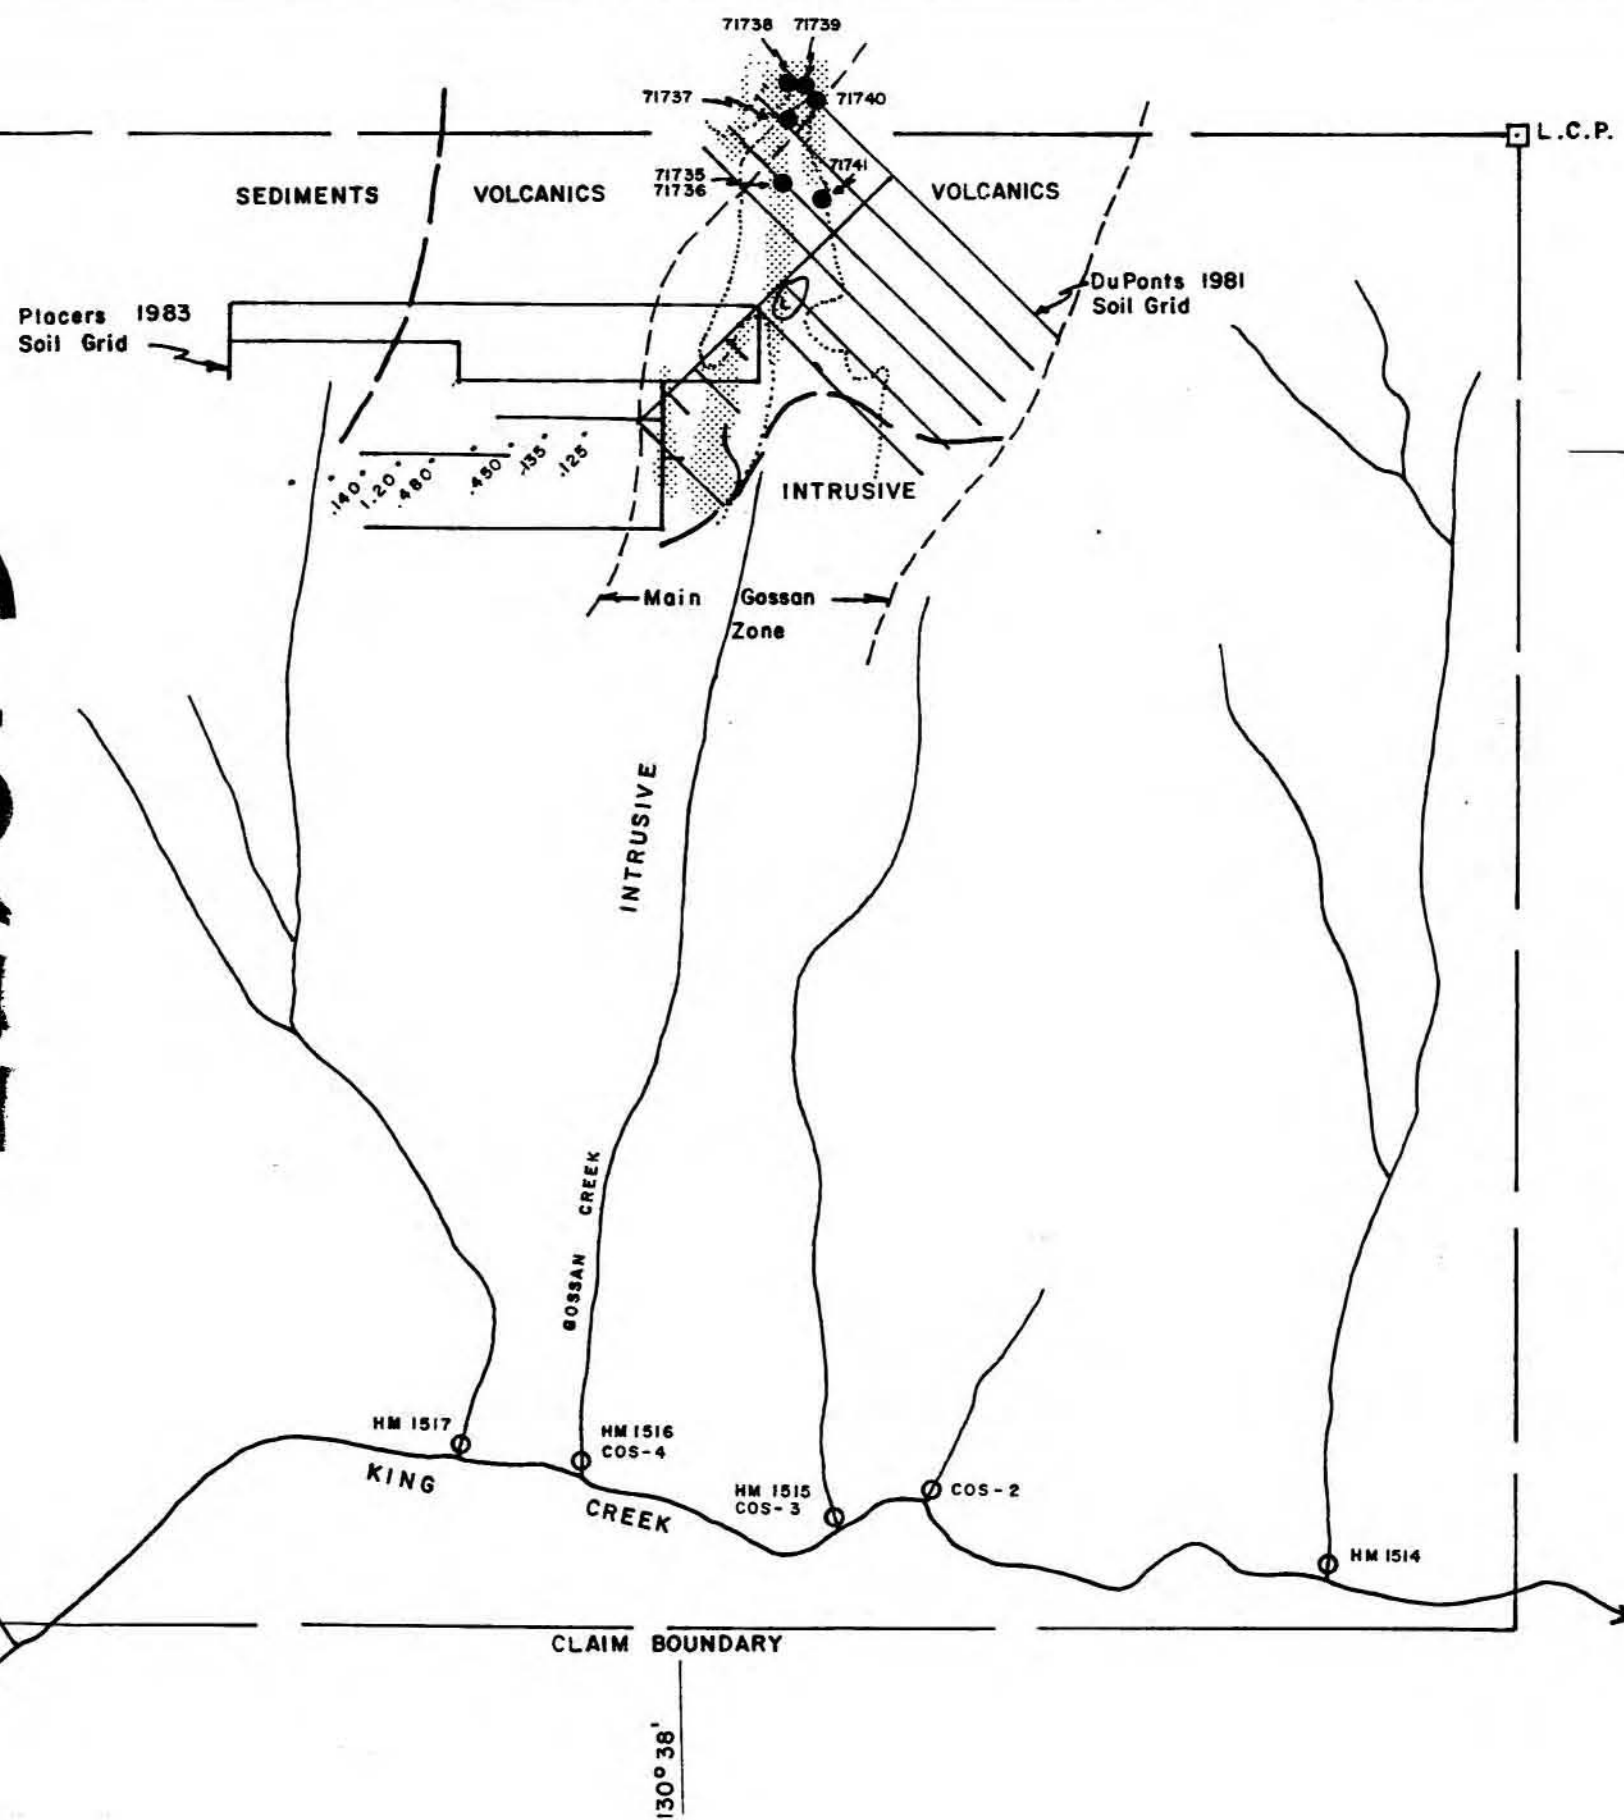 71738 71739
71737
71740
L.C.P.
71735
71736
71741
SEDIMENTS
VOLCANICS
VOLCANICS
DuPonts 1981
Soil Grid
Placers 1983
Soil Grid
.140
1.20
.480
.450
.135
.125
INTRUSIVE
Main Gossan
Zone
INTRUSIVE
GOSSAN CREEK
HM 1517
HM 1516
COS-4
KING
CREEK
HM 1515
COS-3
COS-2
HM 1514
CLAIM BOUNDARY
130° 38'